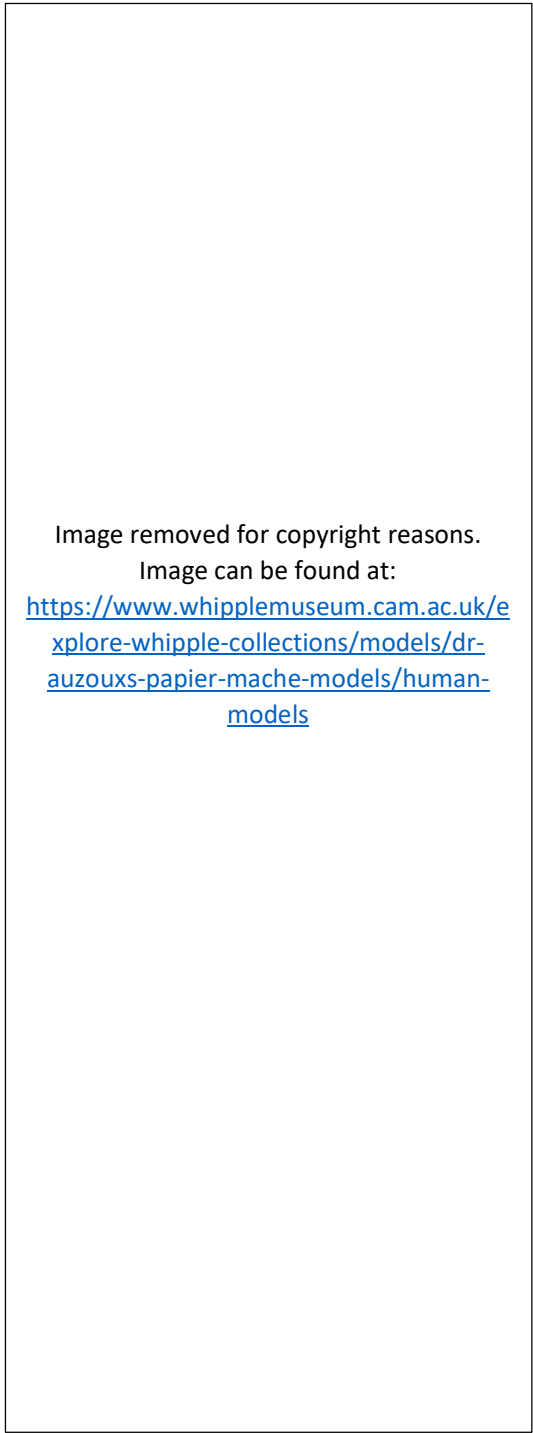 Image removed for copyright reasons.
Image can be found at:
https://www.whipplemuseum.cam.ac.uk/e
xplore-whipple-collections/models/dr-
auzouxs-papier-mache-models/human-
models